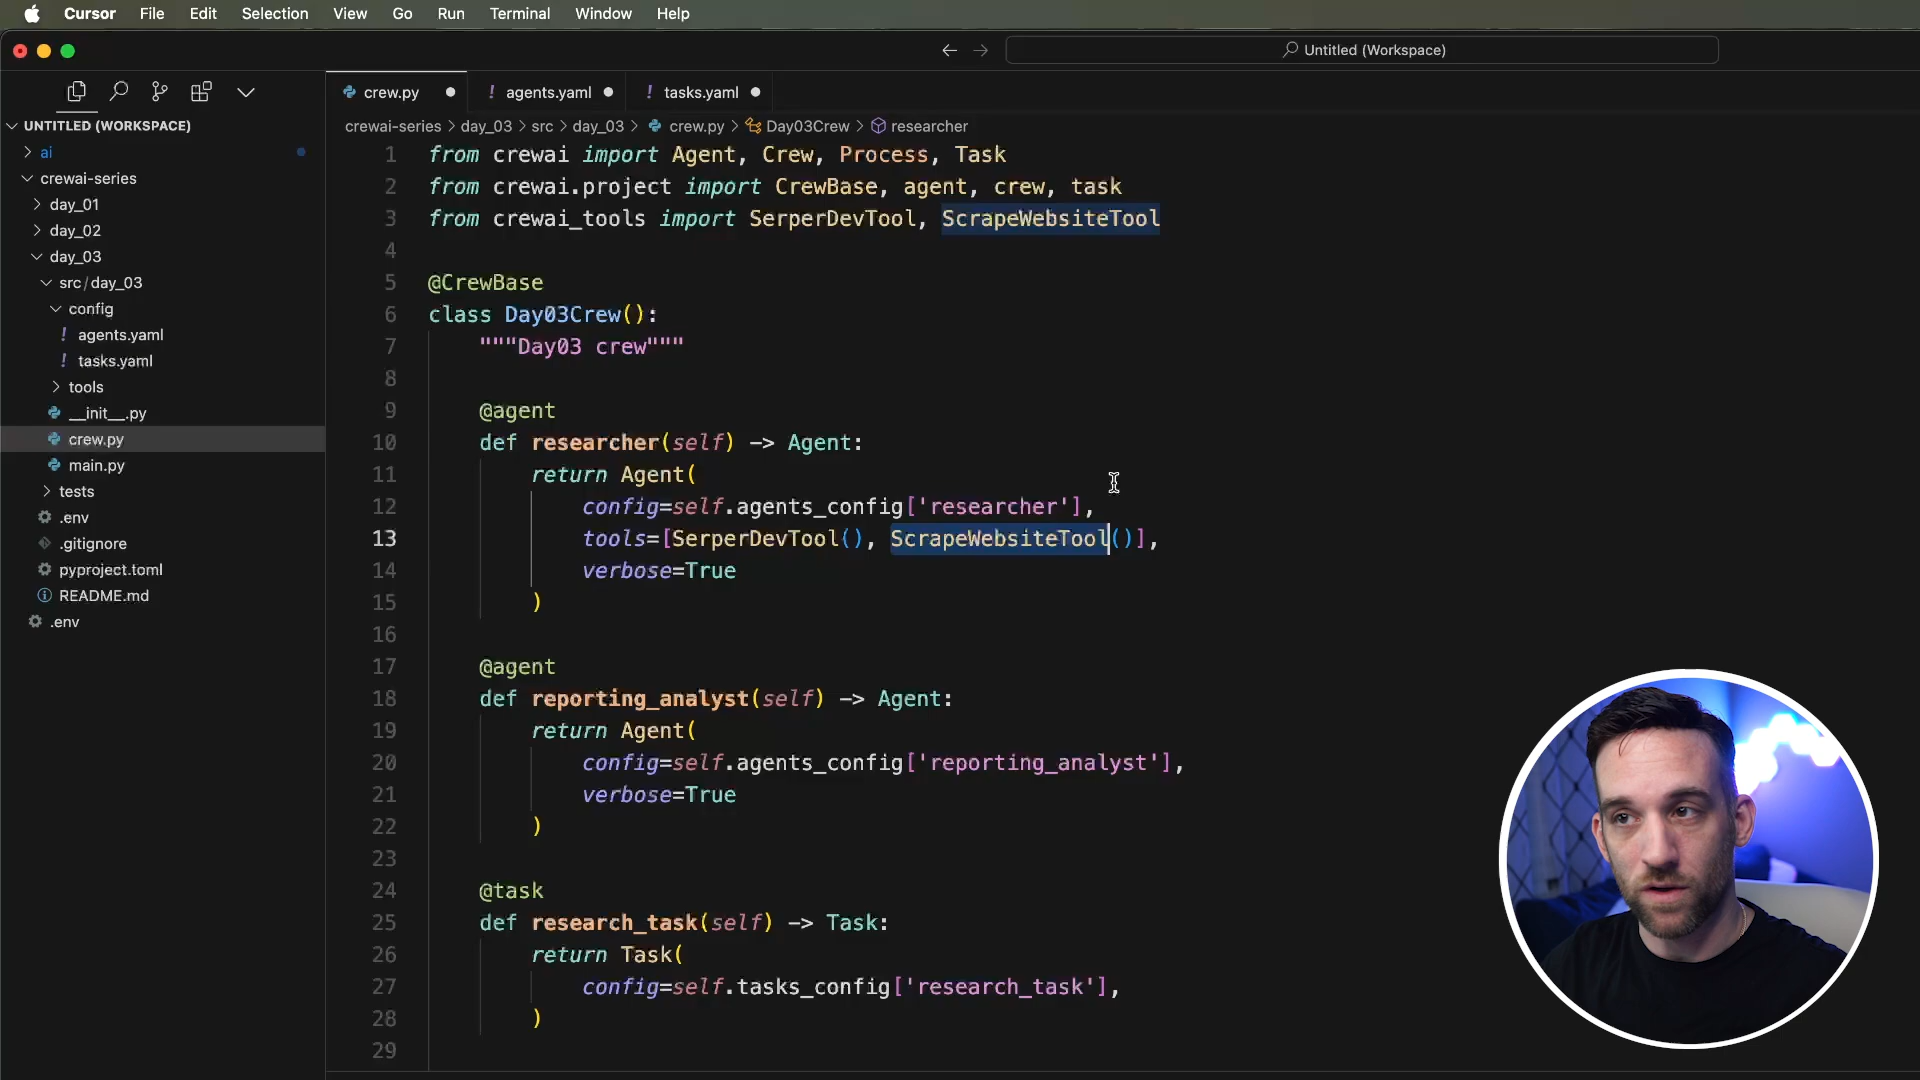 Cursor File Edit Selection View Go Run Terminal Window Help
Untitled (Workspace)
crew.py
! agents.yaml
! tasks.yaml
UNTITLED (WORKSPACE)
ai
crewai-series
day_01
day_02
day_03
src/day_03
config
! agents.yaml
! tasks.yaml
tools
__init__.py
crew.py
main.py
tests
.env
.gitignore
pyproject.toml
README.md
.env
crewai-series > day_03 > src > day_03 > crew.py > Day03Crew > researcher
1 from crewai import Agent, Crew, Process, Task
2 from crewai.project import CrewBase, agent, crew, task
3 from crewai_tools import SerperDevTool, ScrapeWebsiteTool
4
5 @CrewBase
6 class Day03Crew():
7 """Day03 crew"""
8
9 @agent
10 def researcher(self) -> Agent:
11 return Agent(
12 config=self.agents_config['researcher'],
13 tools=[SerperDevTool(), ScrapeWebsiteTool()],
14 verbose=True
15 )
16
17 @agent
18 def reporting_analyst(self) -> Agent:
19 return Agent(
20 config=self.agents_config['reporting_analyst'],
21 verbose=True
22 )
23
24 @task
25 def research_task(self) -> Task:
26 return Task(
27 config=self.tasks_config['research_task'],
28 )
29